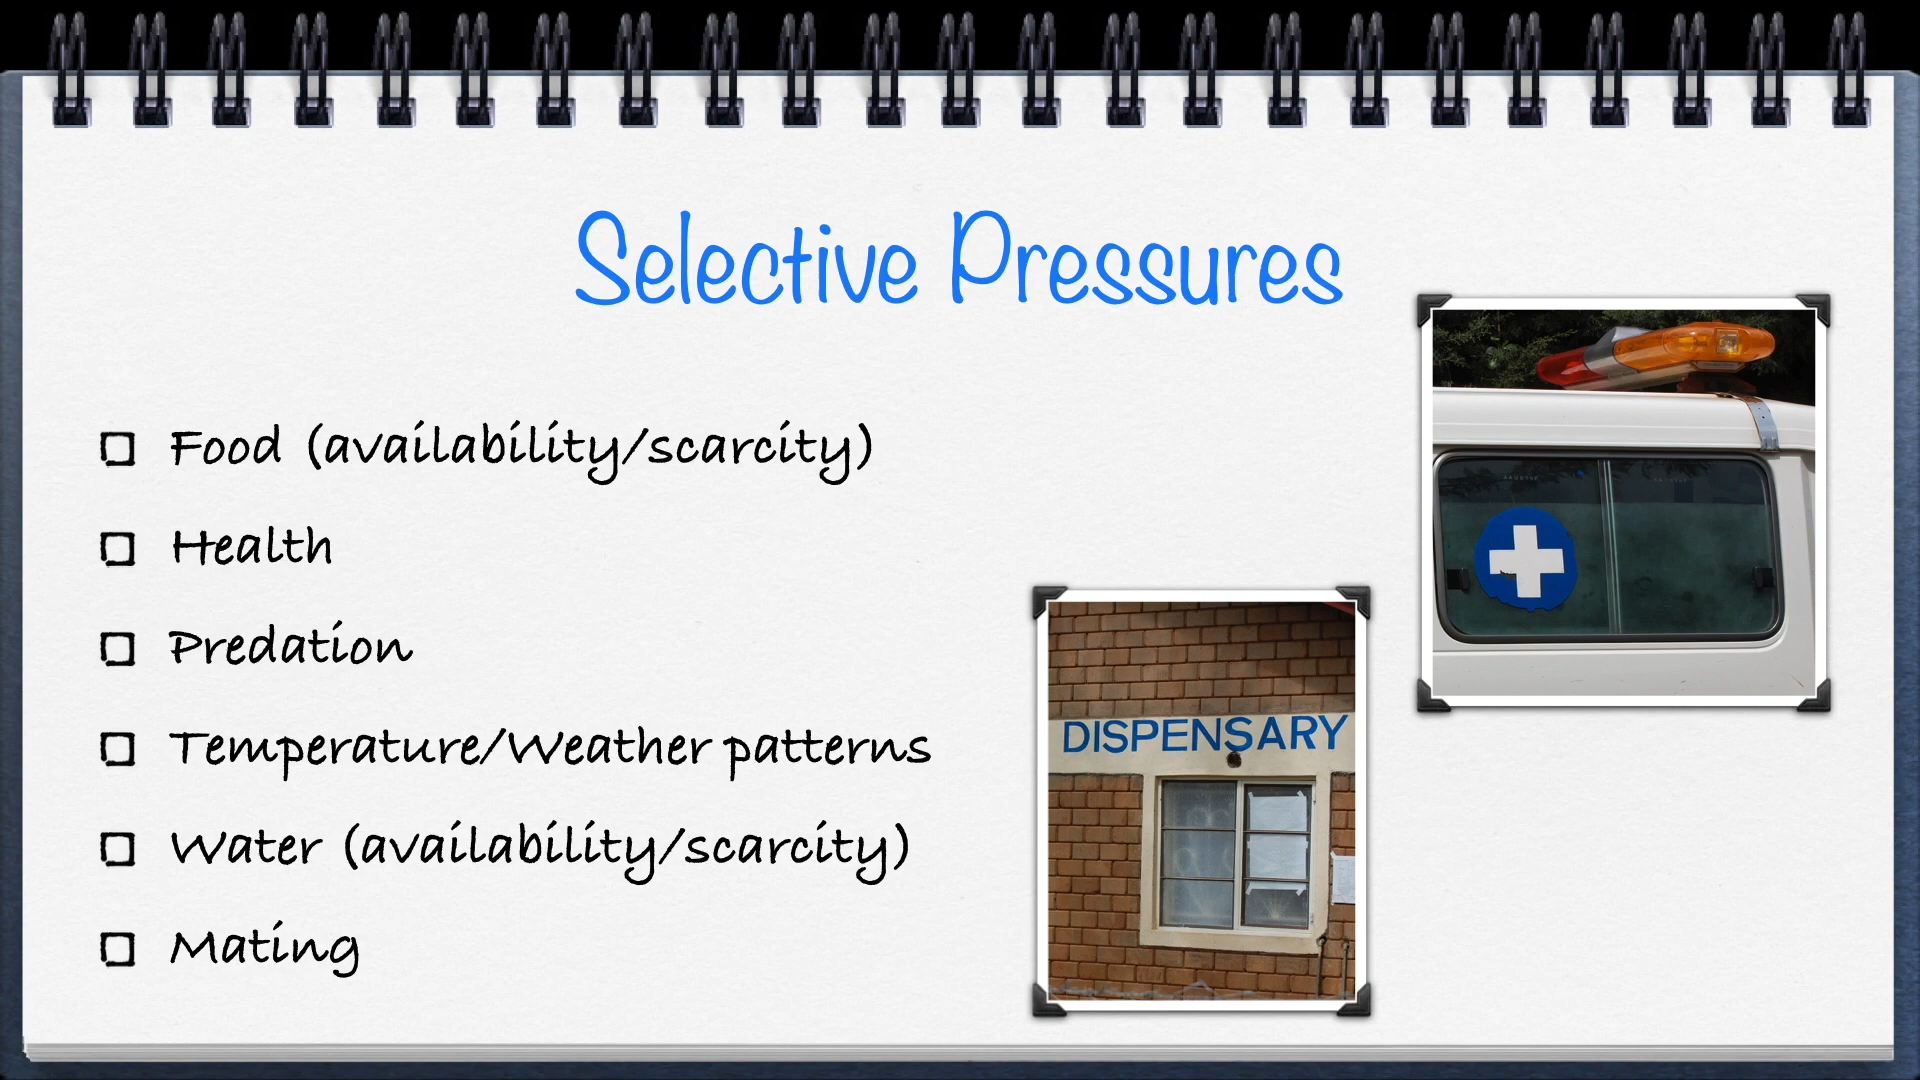 Selective Pressures
Food (availability/scarcity)
Health
Predation
Temperature/Weather patterns
Water (availability/scarcity)
Mating
DISPENSARY